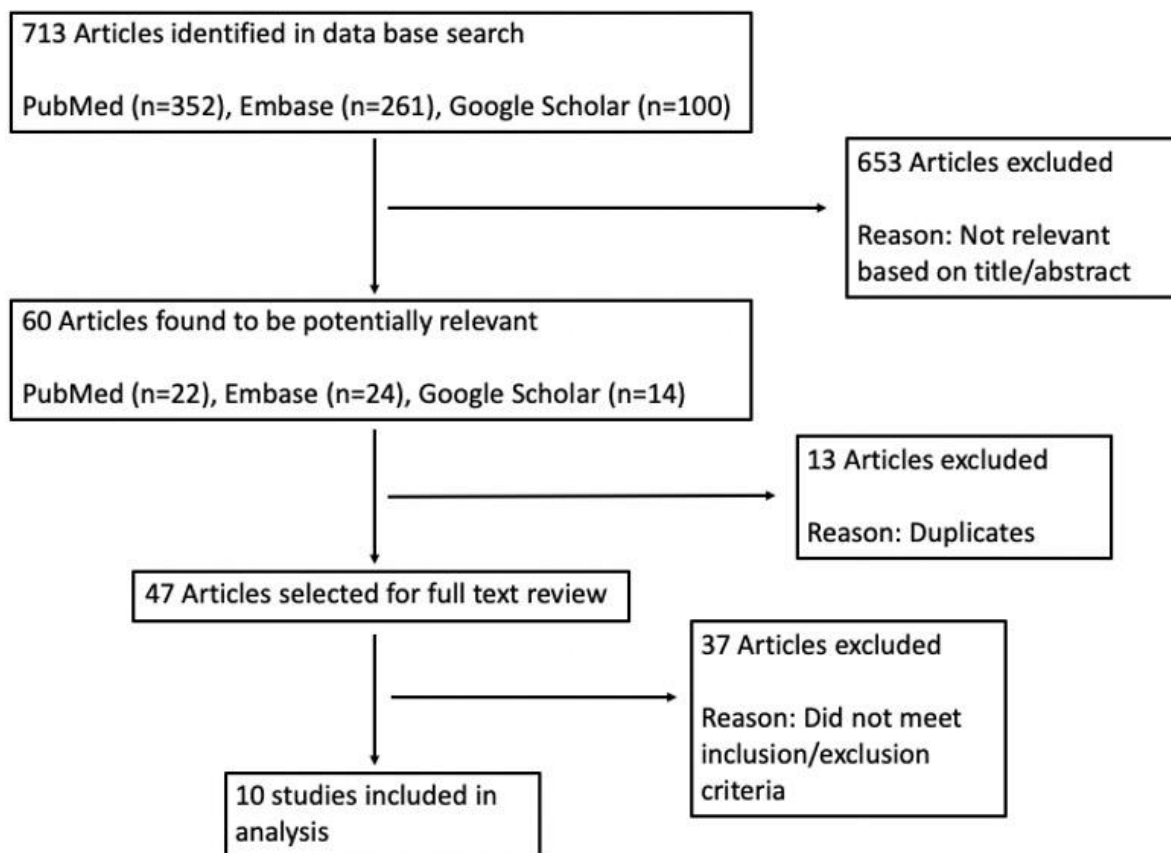 713 Articles identified in data base search
PubMed (n=352), Embase (n=261), Google Scholar (n=100)
653 Articles excluded
Reason: Not relevant
based on title/abstract
60 Articles found to be potentially relevant
PubMed (n=22), Embase (n=24), Google Scholar (n=14)
13 Articles excluded
Reason: Duplicates
47 Articles selected for full text review
37 Articles excluded
Reason: Did not meet
inclusion/exclusion
criteria
10 studies included in
analysis